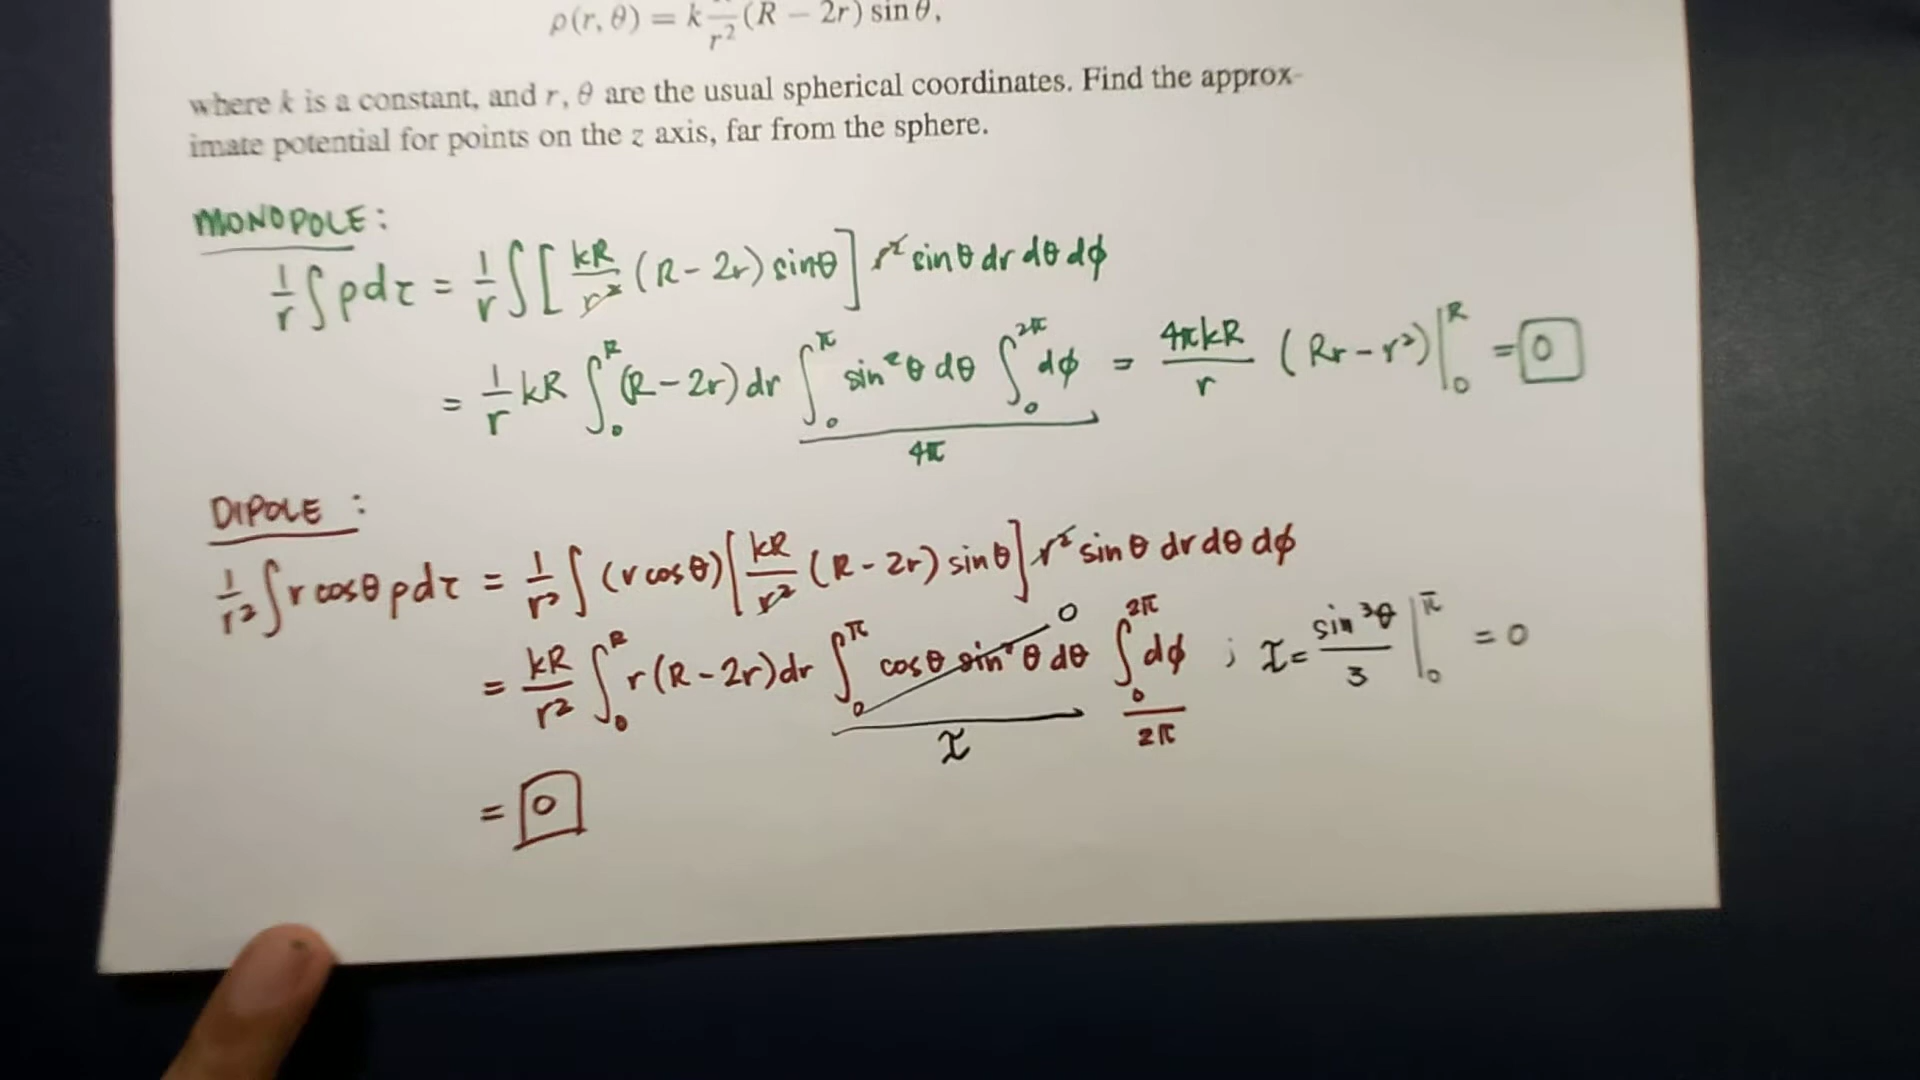 ρ(r, θ) = k R/r² (R − 2r) sin θ,
where k is a constant, and r, θ are the usual spherical coordinates. Find the approx-
imate potential for points on the z axis, far from the sphere.
MONOPOLE:
1/r ∫ρdτ = 1/r ∫[kR/r² (R-2r) sinθ] r² sinθ dr dθ dϕ
= 1/r kR ∫₀ᴿ (R-2r) dr ∫₀^π sin²θ dθ ∫₀^2π dϕ = 4πkR/r (Rr-r²)|₀ᴿ = 0
4π
DIPOLE:
1/r² ∫r cosθ ρdτ = 1/r² ∫(r cosθ)[kR/r² (R-2r) sinθ] r² sinθ dr dθ dϕ
= kR/r² ∫₀ᴿ r(R-2r)dr ∫₀^π cosθ sin²θ dθ 0 ∫₀^2π dϕ ; I = sin³θ/3 |₀^π = 0
I 2π
= 0